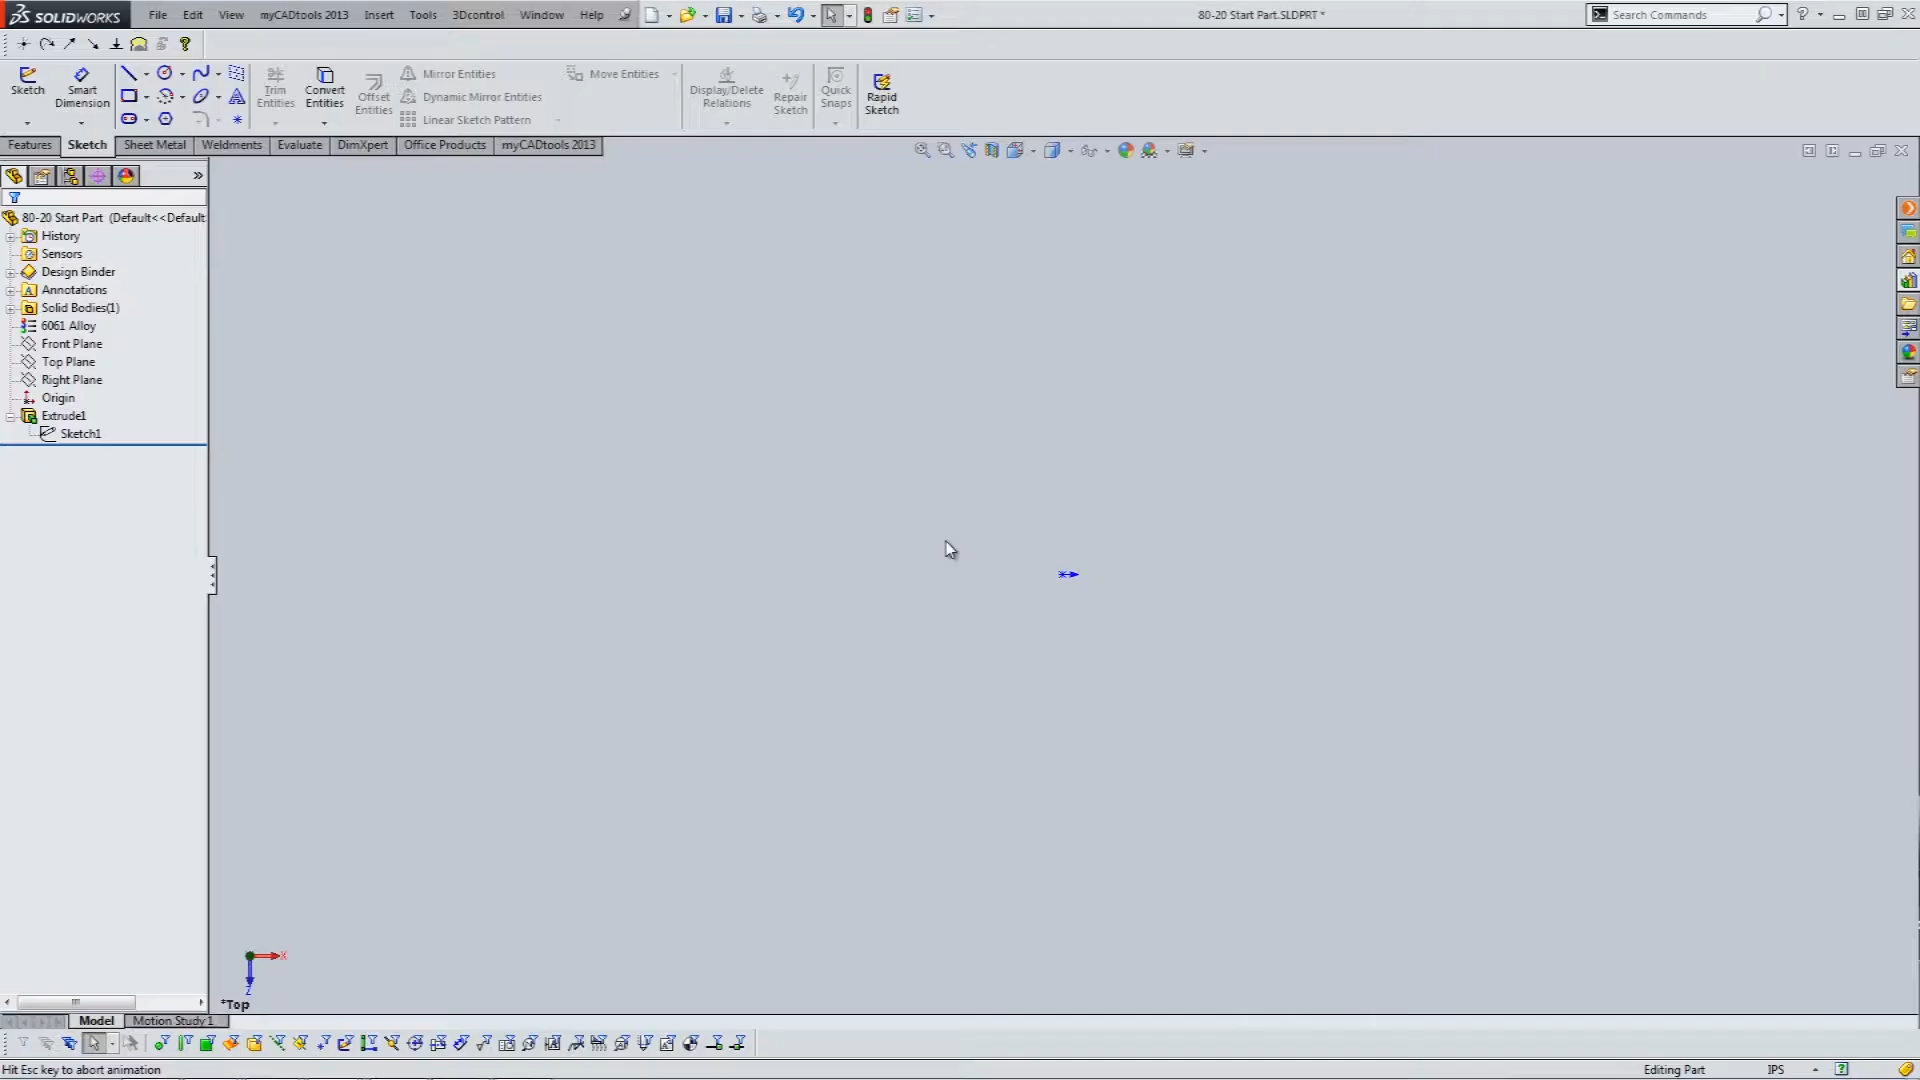 SOLIDWORKS File Edit View myCADtools 2013 Insert Tools 3Dcontrol Window Help 80-20 Start Part.SLDPRT * Search Commands
Sketch Smart Dimension Trim Entities Convert Entities Offset Entities Mirror Entities Move Entities Display/Delete Relations Repair Sketch Quick Snaps Rapid Sketch
Dynamic Mirror Entities
Linear Sketch Pattern
Features Sketch Sheet Metal Weldments Evaluate DimXpert Office Products myCADtools 2013
80-20 Start Part (Default<<Default
History
Sensors
Design Binder
Annotations
Solid Bodies(1)
6061 Alloy
Front Plane
Top Plane
Right Plane
Origin
Extrude1
Sketch1
X
Z
*Top
Model Motion Study 1
Hit Esc key to abort animation Editing Part IPS